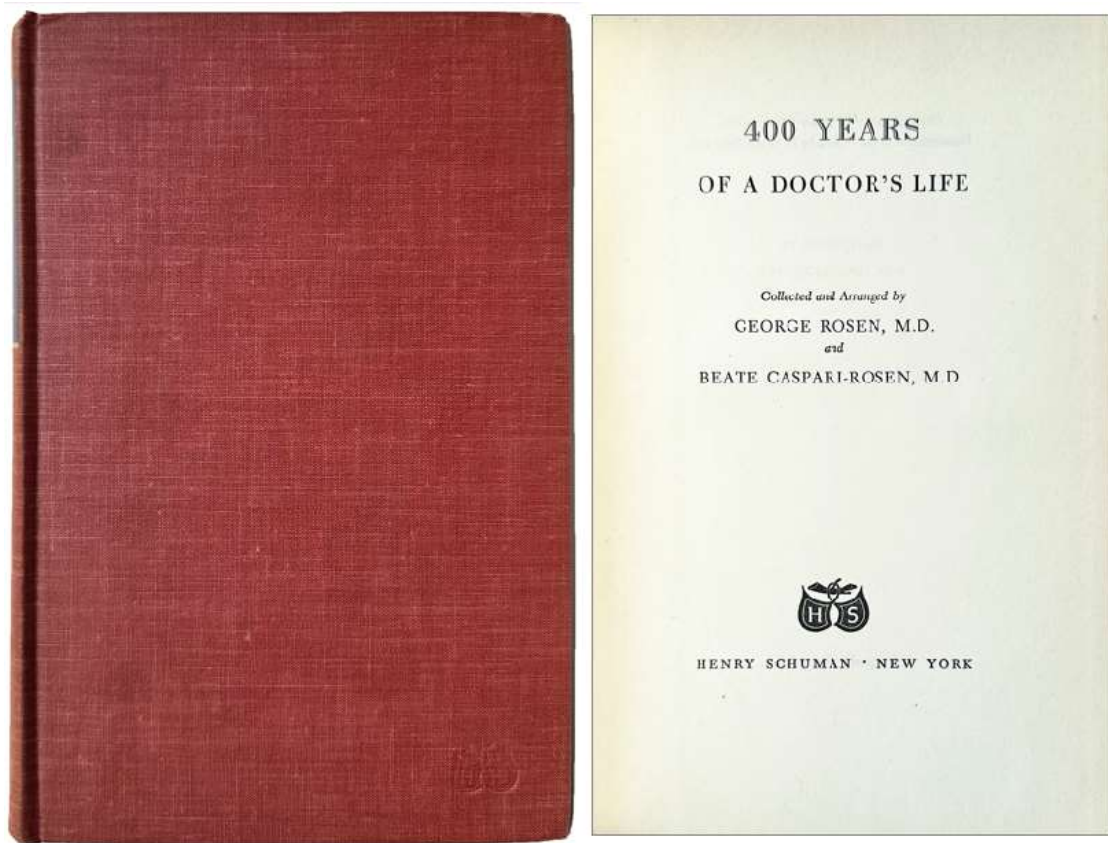 400 YEARS
OF A DOCTOR'S LIFE
Collected and Arranged by
GEORGE ROSEN, M.D.
and
BEATE CASPARI-ROSEN, M.D
H S
HENRY SCHUMAN · NEW YORK